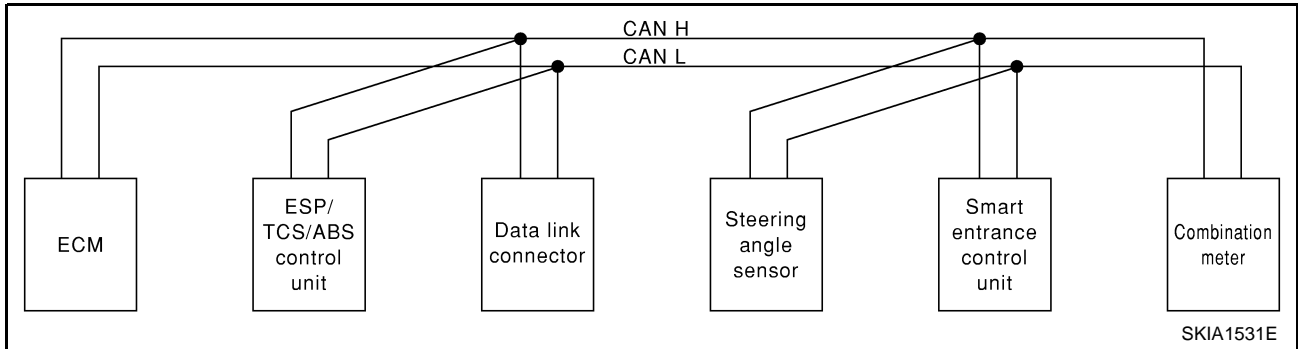 CAN H
CAN L
ECM
ESP/
TCS/ABS
control
unit
Data link
connector
Steering
angle
sensor
Smart
entrance
control
unit
Combination
meter
SKIA1531E